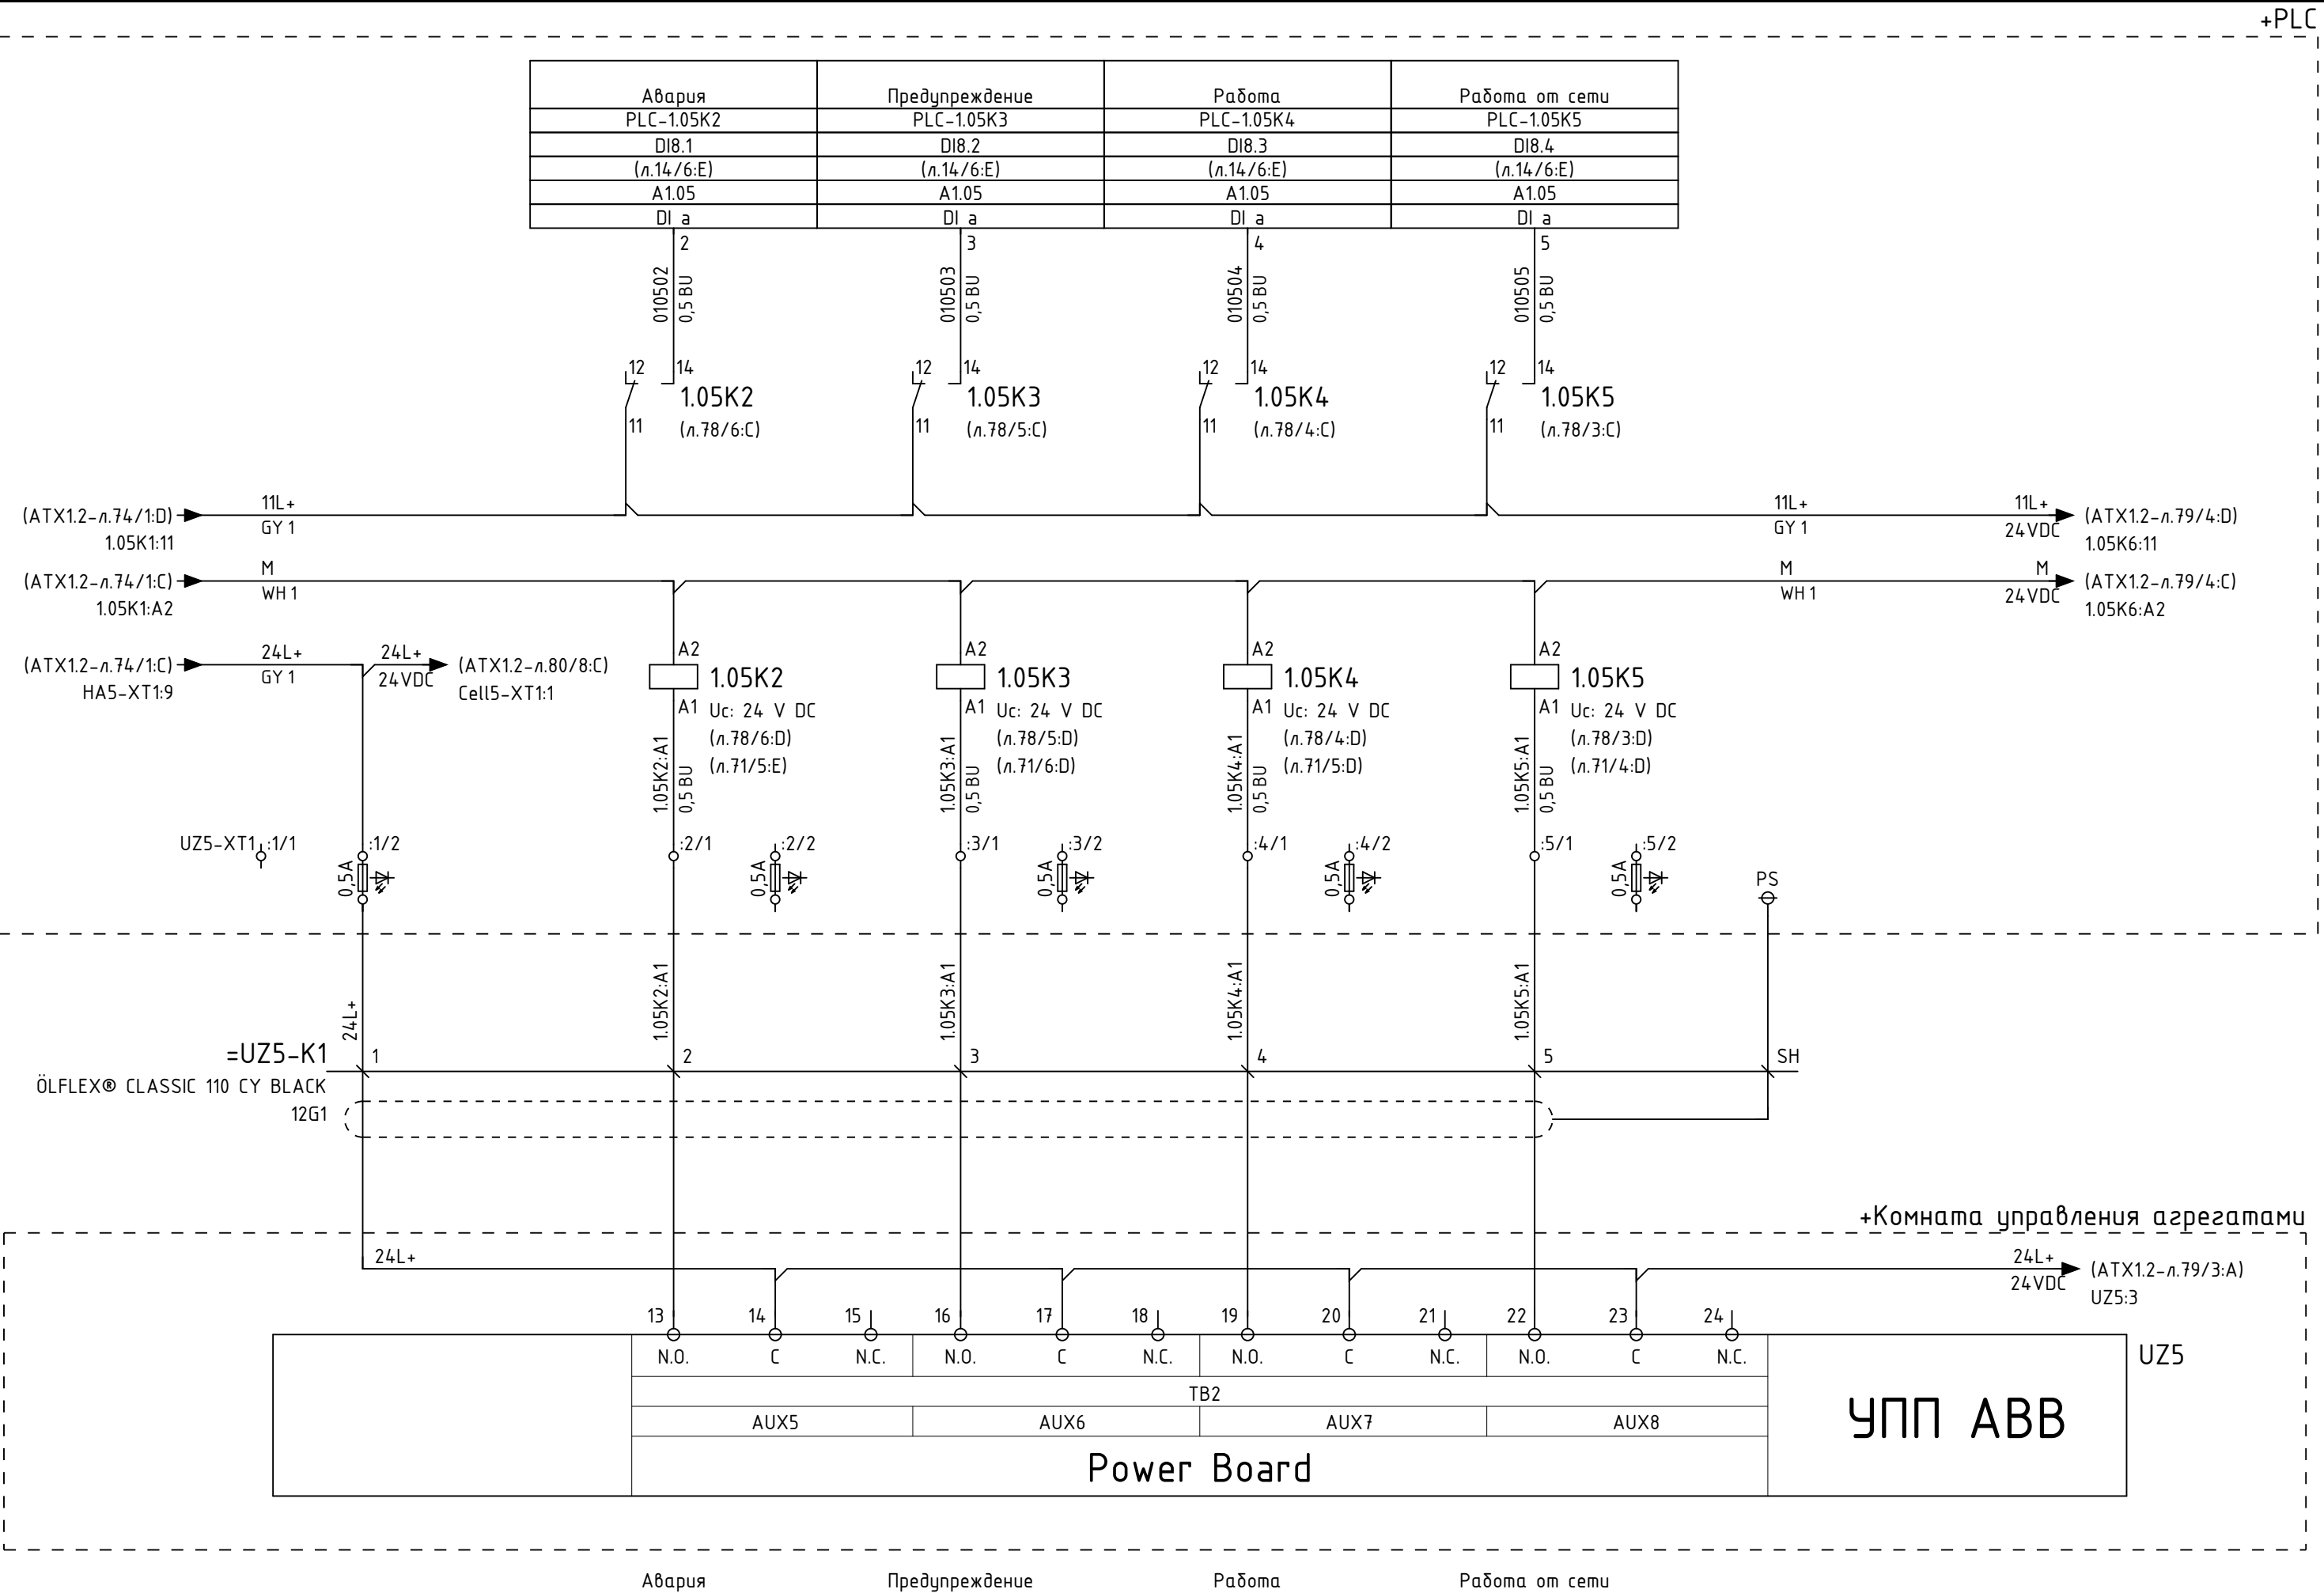 +PLC
Авария Предупреждение Работа Работа от сети
PLC-1.05K2 PLC-1.05K3 PLC-1.05K4 PLC-1.05K5
DI8.1 DI8.2 DI8.3 DI8.4
(л.14/6:E) (л.14/6:E) (л.14/6:E) (л.14/6:E)
A1.05 A1.05 A1.05 A1.05
DI a DI a DI a DI a
2 3 4 5
010502 010503 010504 010505
0,5 BU 0,5 BU 0,5 BU 0,5 BU
12 14 12 14 12 14 12 14
1.05K2 1.05K3 1.05K4 1.05K5
11 (л.78/6:C) 11 (л.78/5:C) 11 (л.78/4:C) 11 (л.78/3:C)
11L+ 11L+ 11L+
(ATX1.2-л.74/1:D) GY 1 GY 1 24VDC (ATX1.2-л.79/4:D)
1.05K1:11 1.05K6:11
M M M
(ATX1.2-л.74/1:C) WH 1 WH 1 24VDC (ATX1.2-л.79/4:C)
1.05K1:A2 1.05K6:A2
24L+ 24L+ A2 A2 A2 A2
(ATX1.2-л.74/1:C) GY 1 24VDC (ATX1.2-л.80/8:C) 1.05K2 1.05K3 1.05K4 1.05K5
HA5-XT1:9 Cell5-XT1:1
A1 Uc: 24 V DC A1 Uc: 24 V DC A1 Uc: 24 V DC A1 Uc: 24 V DC
(л.78/6:D) (л.78/5:D) (л.78/4:D) (л.78/3:D)
(л.71/5:E) (л.71/6:D) (л.71/5:D) (л.71/4:D)
1.05K2:A1 1.05K3:A1 1.05K4:A1 1.05K5:A1
0,5 BU 0,5 BU 0,5 BU 0,5 BU
UZ5-XT1 :1/1 :1/2 :2/1 :2/2 :3/1 :3/2 :4/1 :4/2 :5/1 :5/2
0,5A 0,5A 0,5A 0,5A 0,5A PS
24L+ 1.05K2:A1 1.05K3:A1 1.05K4:A1 1.05K5:A1
=UZ5-K1 1 2 3 4 5 SH
ÖLFLEX® CLASSIC 110 CY BLACK
12G1
+Комната управления агрегатами
24L+ 24L+
24VDC (ATX1.2-л.79/3:A)
UZ5:3
13 14 15 16 17 18 19 20 21 22 23 24
N.O. C N.C. N.O. C N.C. N.O. C N.C. N.O. C N.C. UZ5
TB2
AUX5 AUX6 AUX7 AUX8
УПП ABB
Power Board
Авария Предупреждение Работа Работа от сети